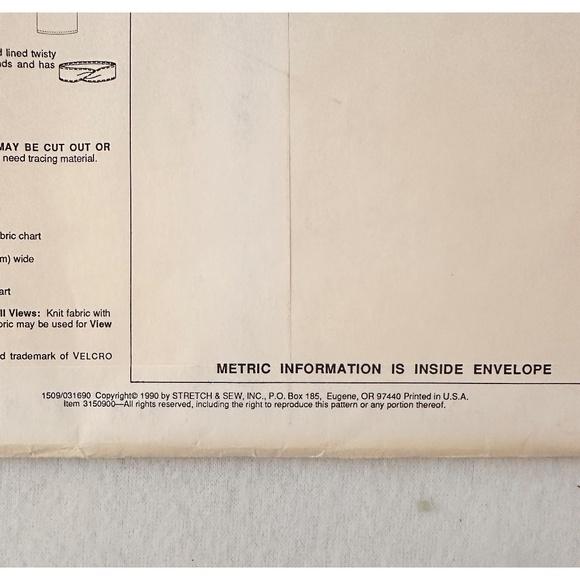 d lined twisty
nds and has
MAY BE CUT OUT OR
need tracing material.
bric chart
m) wide
art
ll Views: Knit fabric with
bric may be used for View
d trademark of VELCRO
METRIC INFORMATION IS INSIDE ENVELOPE
1509/031690 Copyright© 1990 by STRETCH & SEW, INC., P.O. Box 185, Eugene, OR 97440 Printed in U.S.A.
Item 3150900—All rights reserved, including the right to reproduce this pattern or any portion thereof.